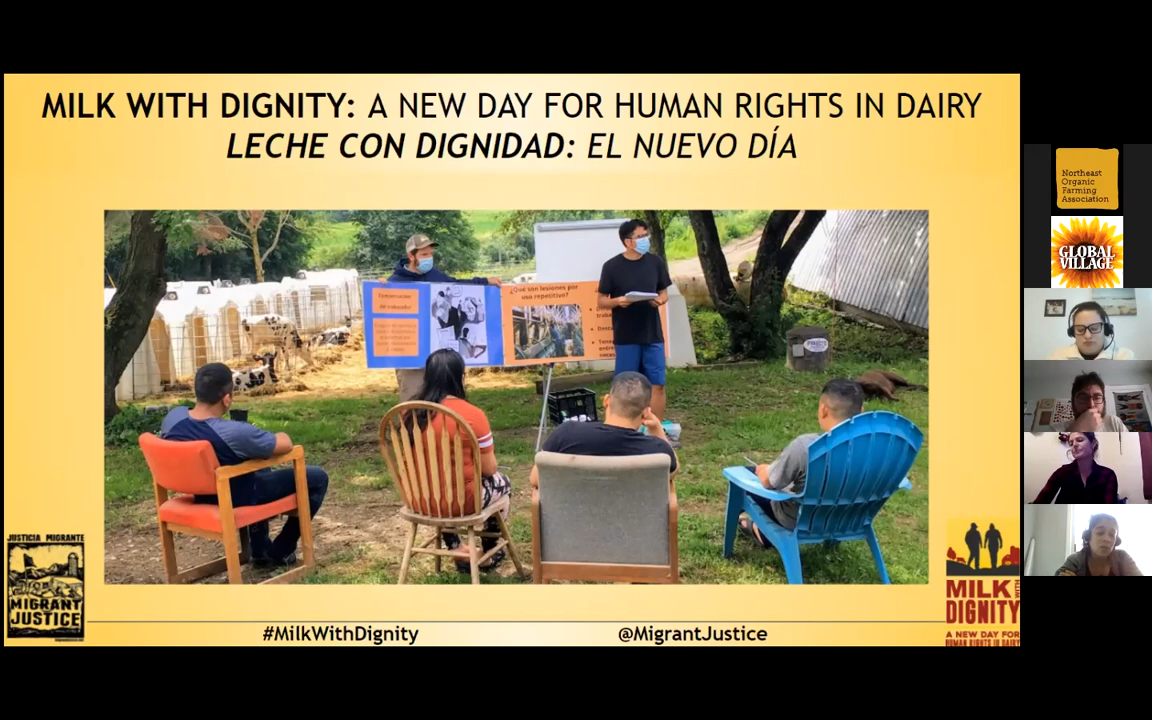 MILK WITH DIGNITY: A NEW DAY FOR HUMAN RIGHTS IN DAIRY
LECHE CON DIGNIDAD: EL NUEVO DÍA
¿Qué son lesiones por
uso repetitivo?
JUSTICIA MIGRANTE
MIGRANT
JUSTICE
#MilkWithDignity
@MigrantJustice
MILK WITH
DIGNITY
A NEW DAY FOR
HUMAN RIGHTS IN DAIRY
Northeast
Organic
Farming
Association
GLOBAL
VILLAGE